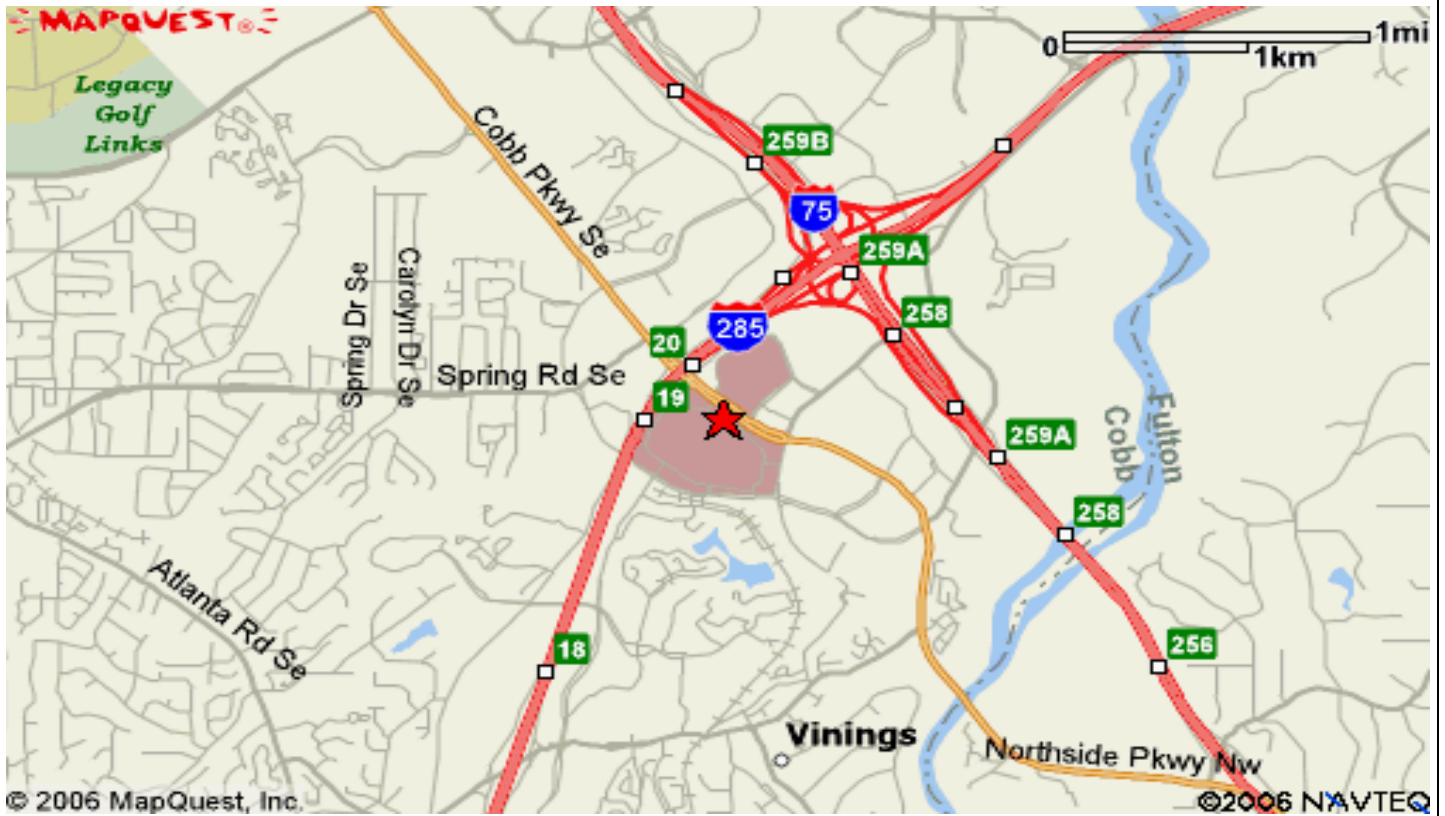 MAPQUEST
0
1mi
1km
Legacy
Golf
Links
Cobb Pkwy Se
259B
75
259A
258
285
20
Spring Dr Se
Carolyn Dr Se
Spring Rd Se
19
Fulton
Cobb
259A
258
Atlanta Rd Se
18
256
Vinings
Northside Pkwy Nw
© 2006 MapQuest, Inc.
©2006 NAVTEQ